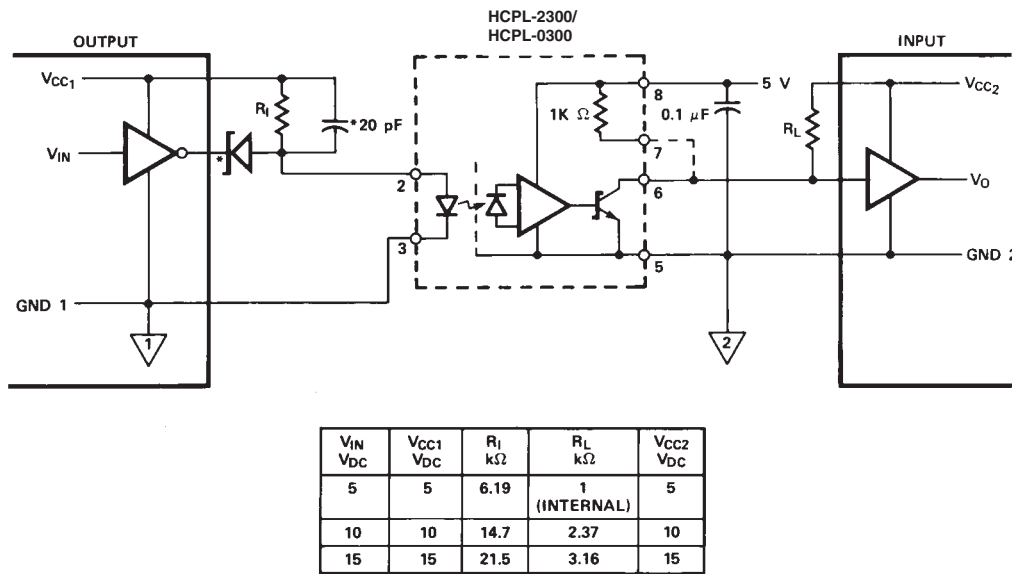 HCPL-2300/
HCPL-0300
OUTPUT
INPUT
VCC1
RI
*20 pF
VIN
*
2
3
GND 1
1
8
5 V
1K Ω
0.1 μF
7
6
5
2
RL
VCC2
VO
GND 2
VIN VDC VCC1 VDC RI kΩ RL kΩ VCC2 VDC
5 5 6.19 1 (INTERNAL) 5
10 10 14.7 2.37 10
15 15 21.5 3.16 15